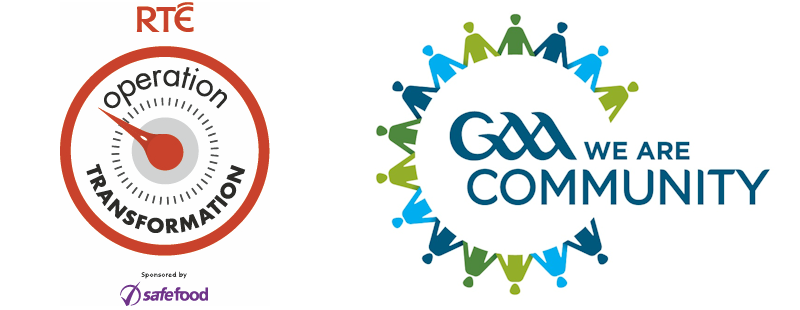 RTÉ
operation
TRANSFORMATION
Sponsored by
safefood
GAA WE ARE
COMMUNITY